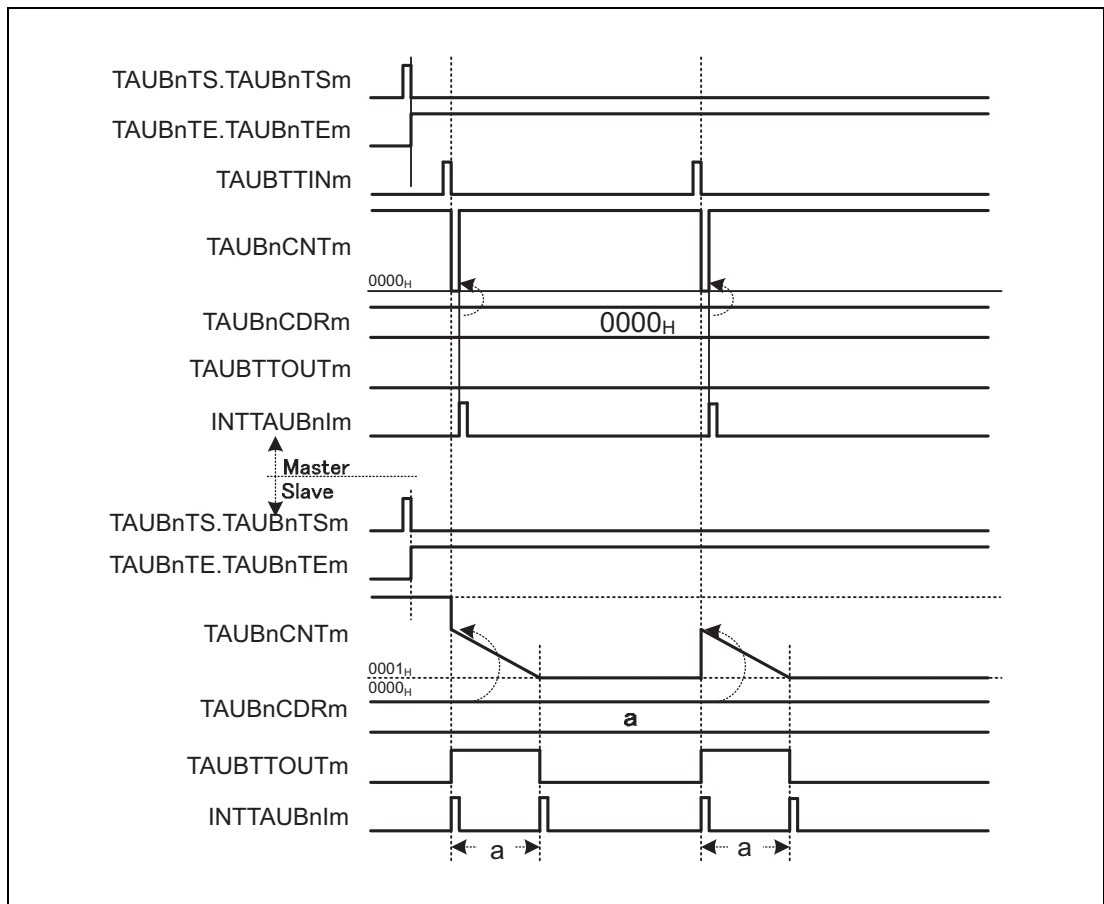 TAUBnTS.TAUBnTSm
TAUBnTE.TAUBnTEm
TAUBTTINm
TAUBnCNTm
0000H
TAUBnCDRm
0000H
TAUBTTOUTm
INTTAUBnIm
Master
Slave
TAUBnTS.TAUBnTSm
TAUBnTE.TAUBnTEm
TAUBnCNTm
0001H
0000H
TAUBnCDRm
a
TAUBTTOUTm
INTTAUBnIm
a
a